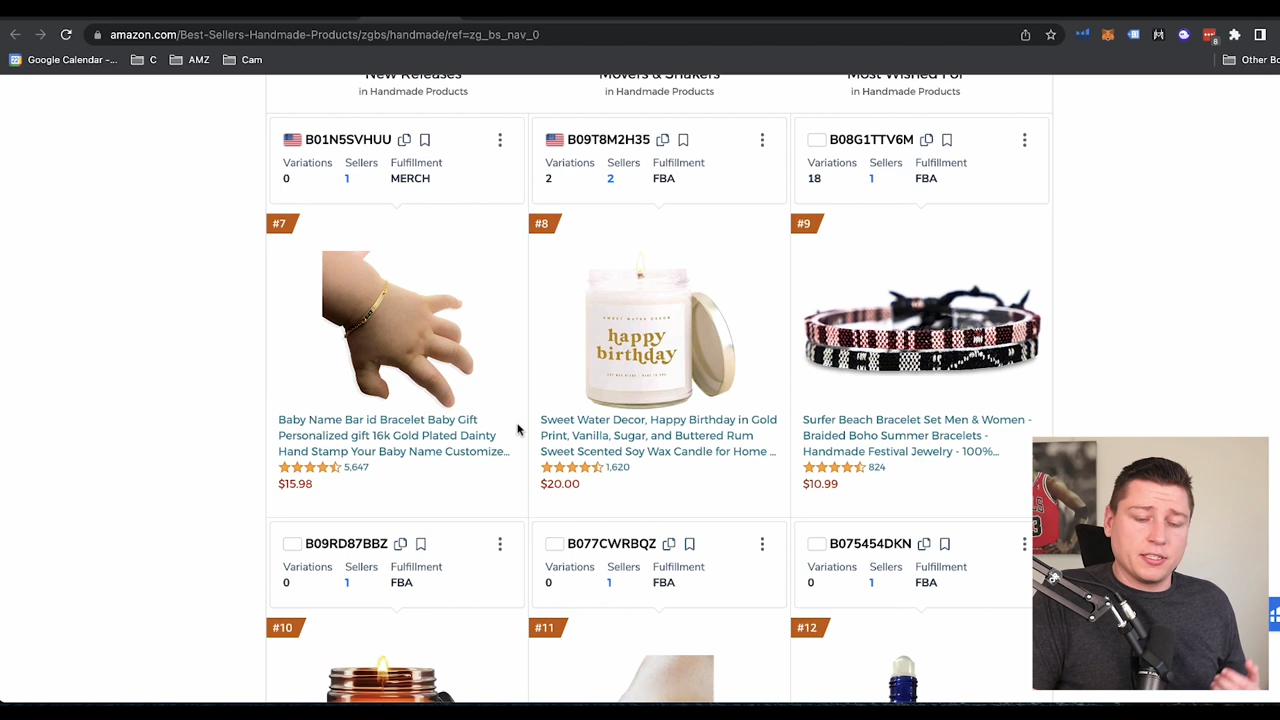 amazon.com/Best-Sellers-Handmade-Products/zgbs/handmade/ref=zg_bs_nav_0
8
Google Calendar -...
C
AMZ
Cam
Other Bo
New Releases
Movers & Shakers
Most Wished For
in Handmade Products
in Handmade Products
in Handmade Products
B01N5SVHUU
Variations Sellers Fulfillment
0 1 MERCH
B09T8M2H35
Variations Sellers Fulfillment
2 2 FBA
B08G1TTV6M
Variations Sellers Fulfillment
18 1 FBA
#7
Baby Name Bar id Bracelet Baby Gift
Personalized gift 16k Gold Plated Dainty
Hand Stamp Your Baby Name Customize...
5,647
$15.98
#8
SWEET WATER DECOR
happy
birthday
Sweet Water Decor, Happy Birthday in Gold
Print, Vanilla, Sugar, and Buttered Rum
Sweet Scented Soy Wax Candle for Home ...
1,620
$20.00
#9
Surfer Beach Bracelet Set Men & Women -
Braided Boho Summer Bracelets -
Handmade Festival Jewelry - 100%...
824
$10.99
B09RD87BBZ
Variations Sellers Fulfillment
0 1 FBA
B077CWRBQZ
Variations Sellers Fulfillment
0 1 FBA
B075454DKN
Variations Sellers Fulfillment
0 1 FBA
#10
#11
#12